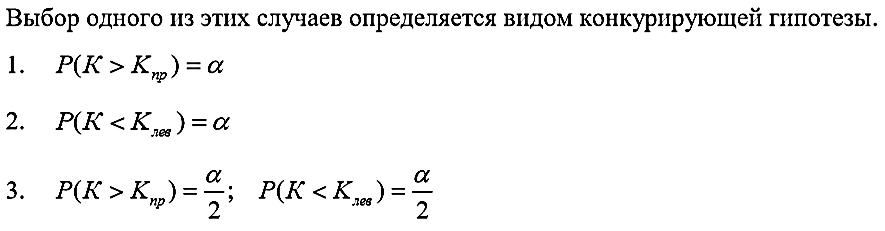 Выбор одного из этих случаев определяется видом конкурирующей гипотезы.
1. P(К > K_пр) = α
2. P(К < K_лев) = α
3. P(К > K_пр) = α/2; P(К < K_лев) = α/2